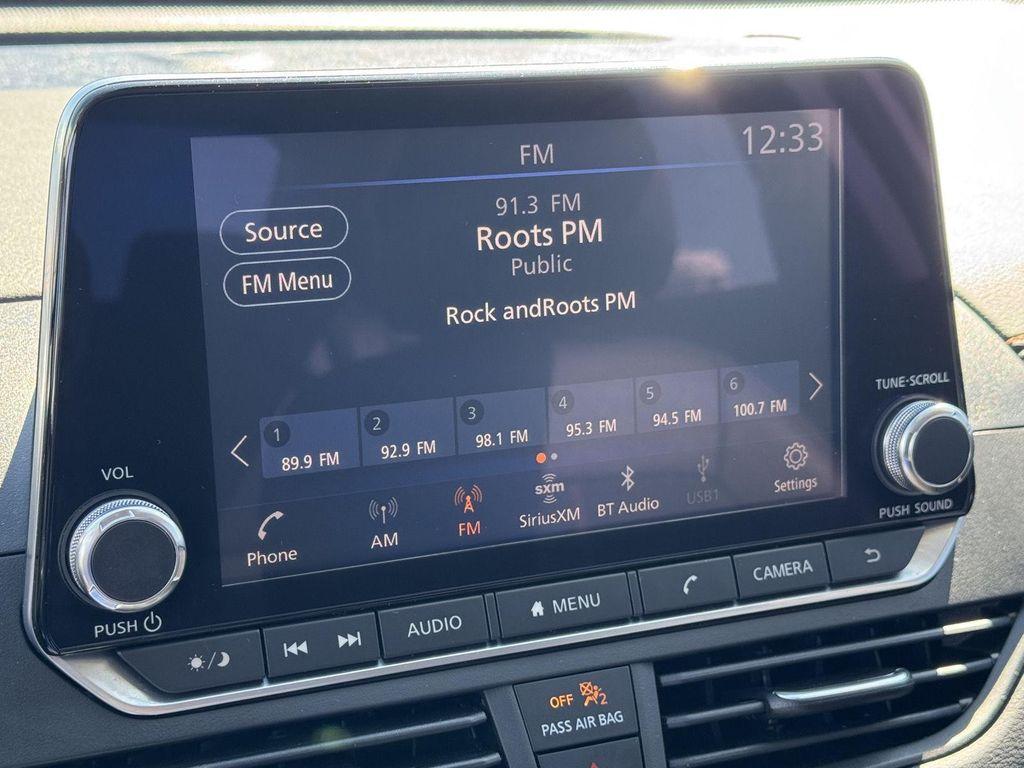 FM
12:33
91.3 FM
Roots PM
Public
Rock andRoots PM
Source
FM Menu
1
89.9 FM
2
92.9 FM
3
98.1 FM
4
95.3 FM
5
94.5 FM
6
100.7 FM
Phone
AM
FM
sxm
SiriusXM
BT Audio
USB1
Settings
VOL
PUSH
TUNE·SCROLL
PUSH SOUND
AUDIO
MENU
CAMERA
OFF
2
PASS AIR BAG